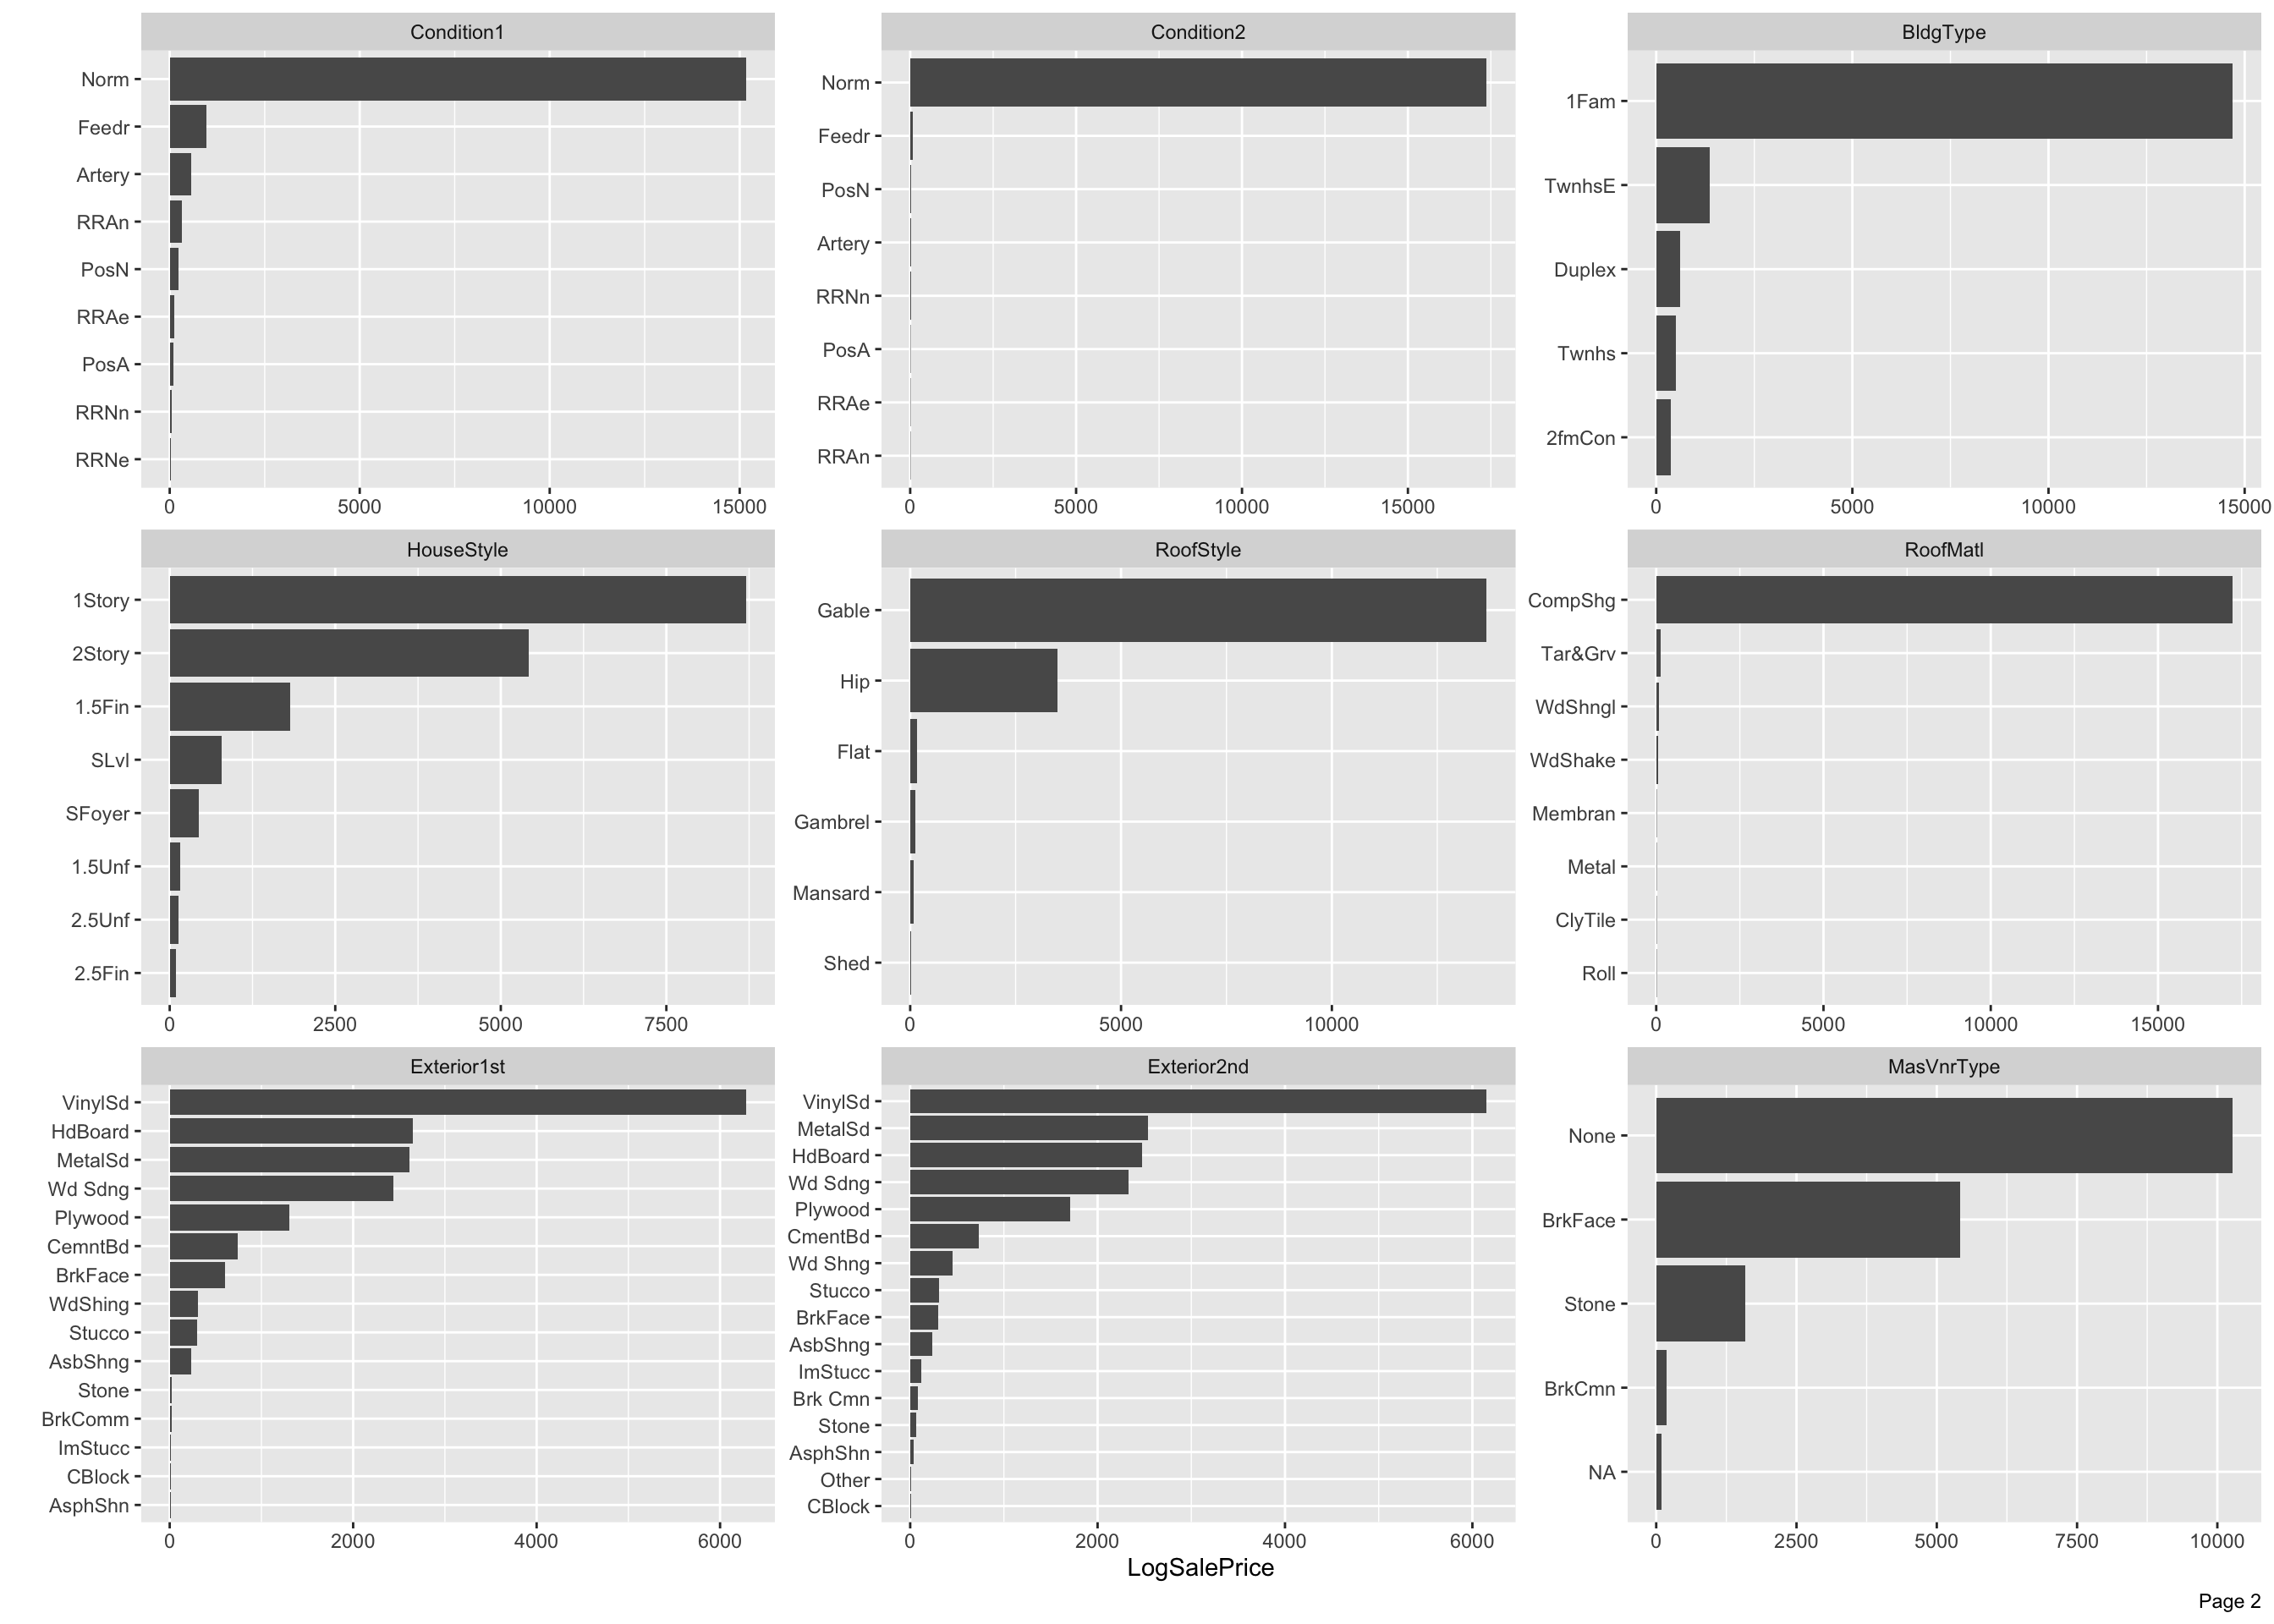 Condition1
Norm
Feedr
Artery
RRAn
PosN
RRAe
PosA
RRNn
RRNe
0 5000 10000 15000
Condition2
Norm
Feedr
PosN
Artery
RRNn
PosA
RRAe
RRAn
0 5000 10000 15000
BldgType
1Fam
TwnhsE
Duplex
Twnhs
2fmCon
0 5000 10000 15000
HouseStyle
1Story
2Story
1.5Fin
SLvl
SFoyer
1.5Unf
2.5Unf
2.5Fin
0 2500 5000 7500
RoofStyle
Gable
Hip
Flat
Gambrel
Mansard
Shed
0 5000 10000
RoofMatl
CompShg
Tar&Grv
WdShngl
WdShake
Membran
Metal
ClyTile
Roll
0 5000 10000 15000
Exterior1st
VinylSd
HdBoard
MetalSd
Wd Sdng
Plywood
CemntBd
BrkFace
WdShing
Stucco
AsbShng
Stone
BrkComm
ImStucc
CBlock
AsphShn
0 2000 4000 6000
Exterior2nd
VinylSd
MetalSd
HdBoard
Wd Sdng
Plywood
CmentBd
Wd Shng
Stucco
BrkFace
AsbShng
ImStucc
Brk Cmn
Stone
AsphShn
Other
CBlock
0 2000 4000 6000
MasVnrType
None
BrkFace
Stone
BrkCmn
NA
0 2500 5000 7500 10000
LogSalePrice
Page 2